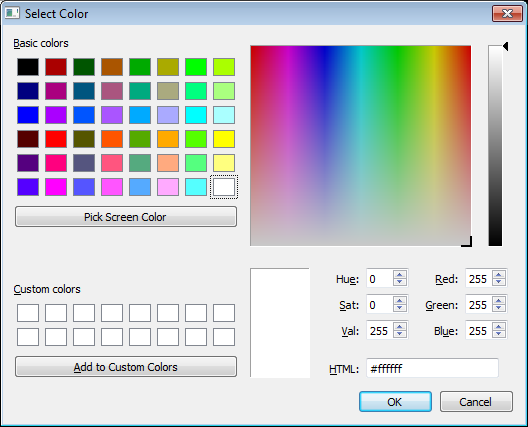 Select Color
Basic colors
Pick Screen Color
Custom colors
Add to Custom Colors
Hue: 0 Red: 255
Sat: 0 Green: 255
Val: 255 Blue: 255
HTML: #ffffff
OK Cancel